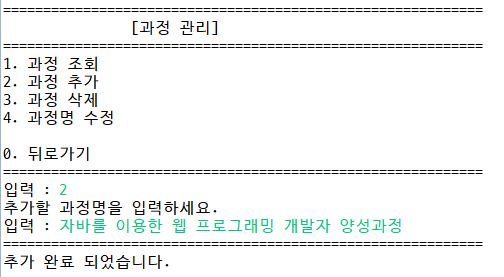 ============================================================
[과정 관리]
============================================================
1. 과정 조회
2. 과정 추가
3. 과정 삭제
4. 과정명 수정
0. 뒤로가기
============================================================
입력 : 2
추가할 과정명을 입력하세요.
입력 : 자바를 이용한 웹 프로그래밍 개발자 양성과정
============================================================
추가 완료 되었습니다.